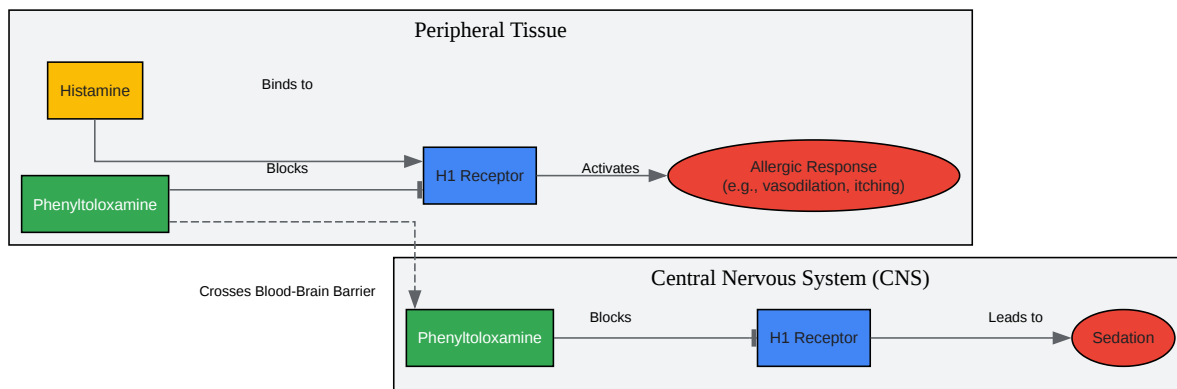 Peripheral Tissue
Histamine
Binds to
Blocks
H1 Receptor
Activates
Allergic Response
(e.g., vasodilation, itching)
Phenyltoloxamine
Crosses Blood-Brain Barrier
Central Nervous System (CNS)
Phenyltoloxamine
Blocks
H1 Receptor
Leads to
Sedation